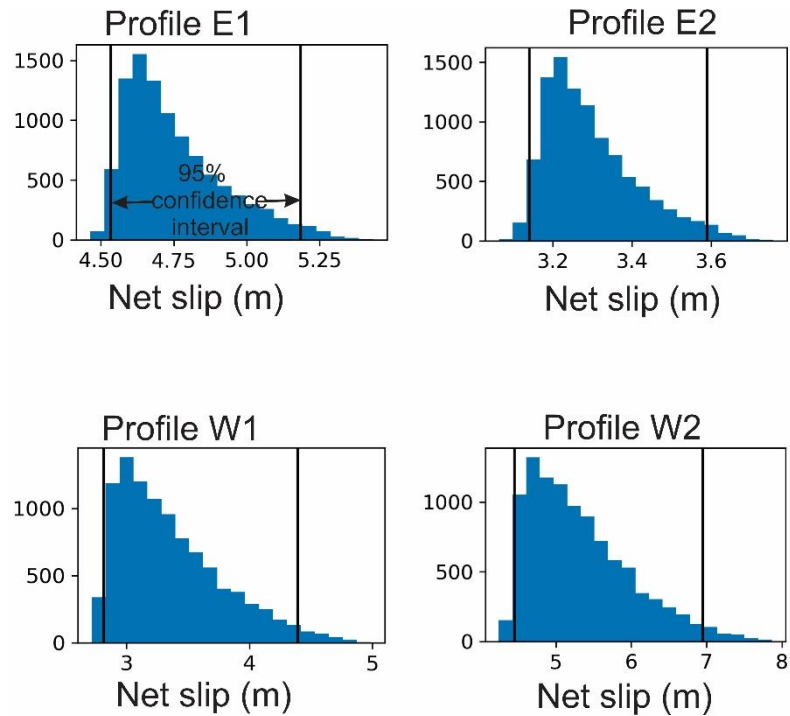 Profile E1
1500
1000
500
0
95%
confidence
interval
4.50 4.75 5.00 5.25
Net slip (m)
Profile E2
1500
1000
500
0
3.2 3.4 3.6
Net slip (m)
Profile W1
1000
500
0
3 4 5
Net slip (m)
Profile W2
1000
500
0
5 6 7 8
Net slip (m)